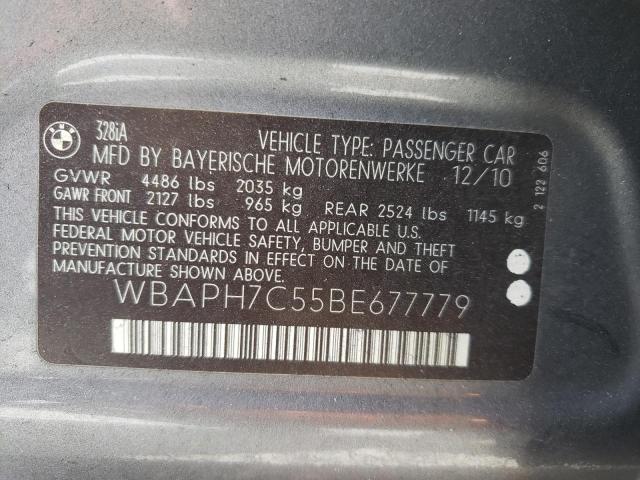 BMW
328iA
VEHICLE TYPE: PASSENGER CAR
MFD BY BAYERISCHE MOTORENWERKE 12/10
GVWR 4486 lbs 2035 kg
GAWR FRONT 2127 lbs 965 kg REAR 2524 lbs 1145 kg
THIS VEHICLE CONFORMS TO ALL APPLICABLE U.S.
FEDERAL MOTOR VEHICLE SAFETY, BUMPER AND THEFT
PREVENTION STANDARDS IN EFFECT ON THE DATE OF
MANUFACTURE SHOWN ABOVE.
WBAPH7C55BE677779
2 122 606